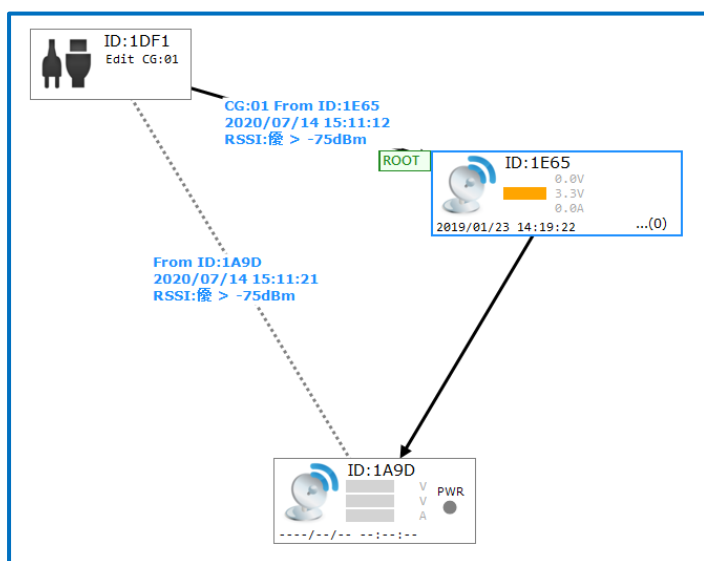 ID:1DF1
Edit CG:01
CG:01 From ID:1E65
2020/07/14 15:11:12
RSSI:優 > -75dBm
ROOT
ID:1E65
0.0V
3.3V
0.0A
2019/01/23 14:19:22
...(0)
From ID:1A9D
2020/07/14 15:11:21
RSSI:優 > -75dBm
ID:1A9D
V
V
A
PWR
----/--/-- --:--:--